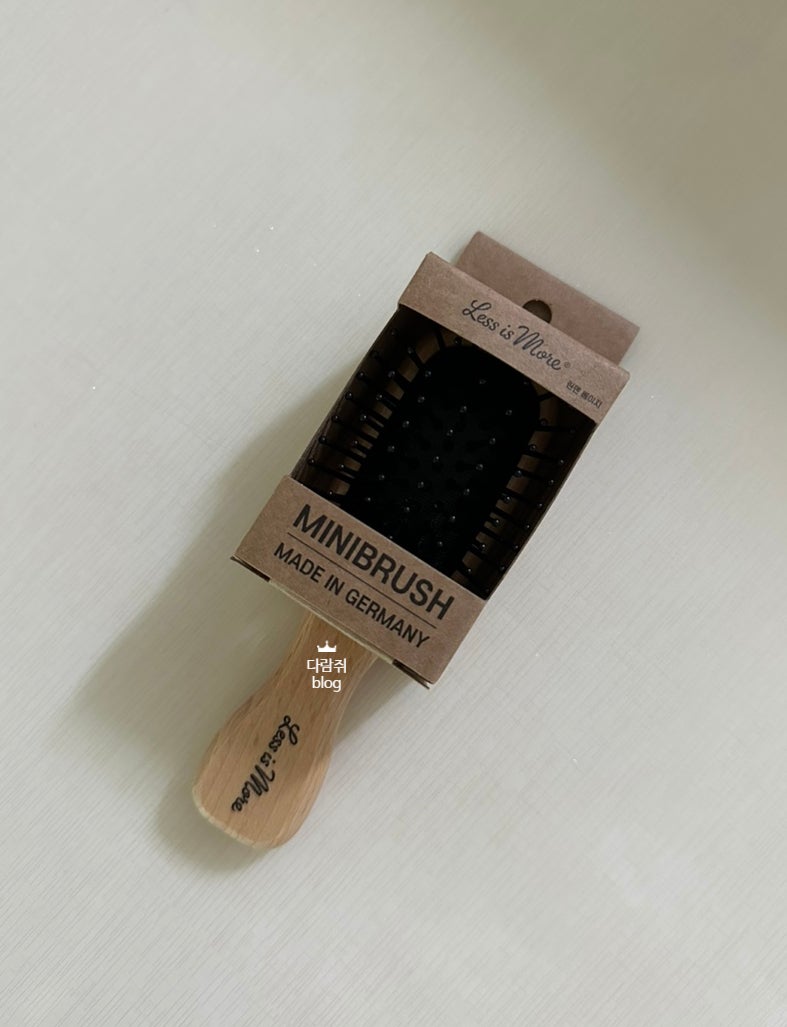 Less is More®
MINIBRUSH
MADE IN GERMANY
다람쥐
blog
Less is More